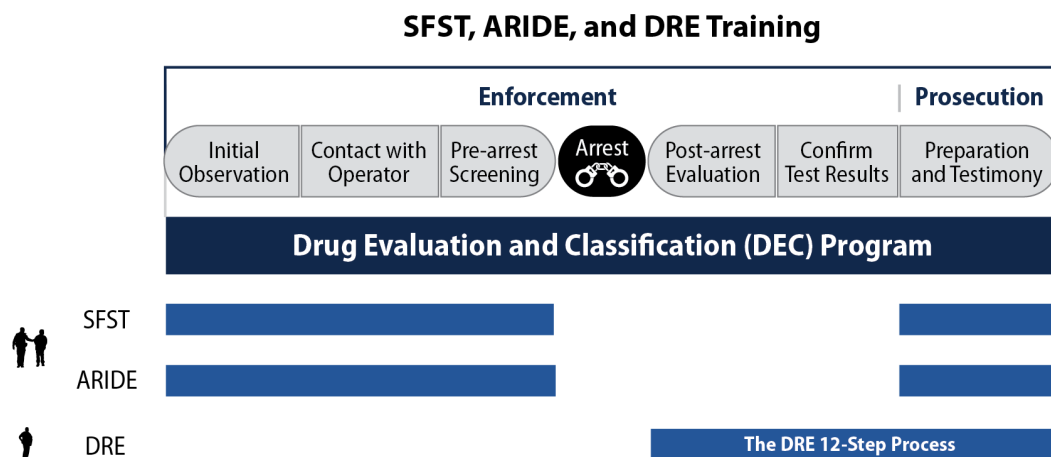 SFST, ARIDE, and DRE Training
Enforcement
Prosecution
Initial
Observation
Contact with
Operator
Pre-arrest
Screening
Arrest
Post-arrest
Evaluation
Confirm
Test Results
Preparation
and Testimony
Drug Evaluation and Classification (DEC) Program
SFST
ARIDE
DRE
The DRE 12-Step Process